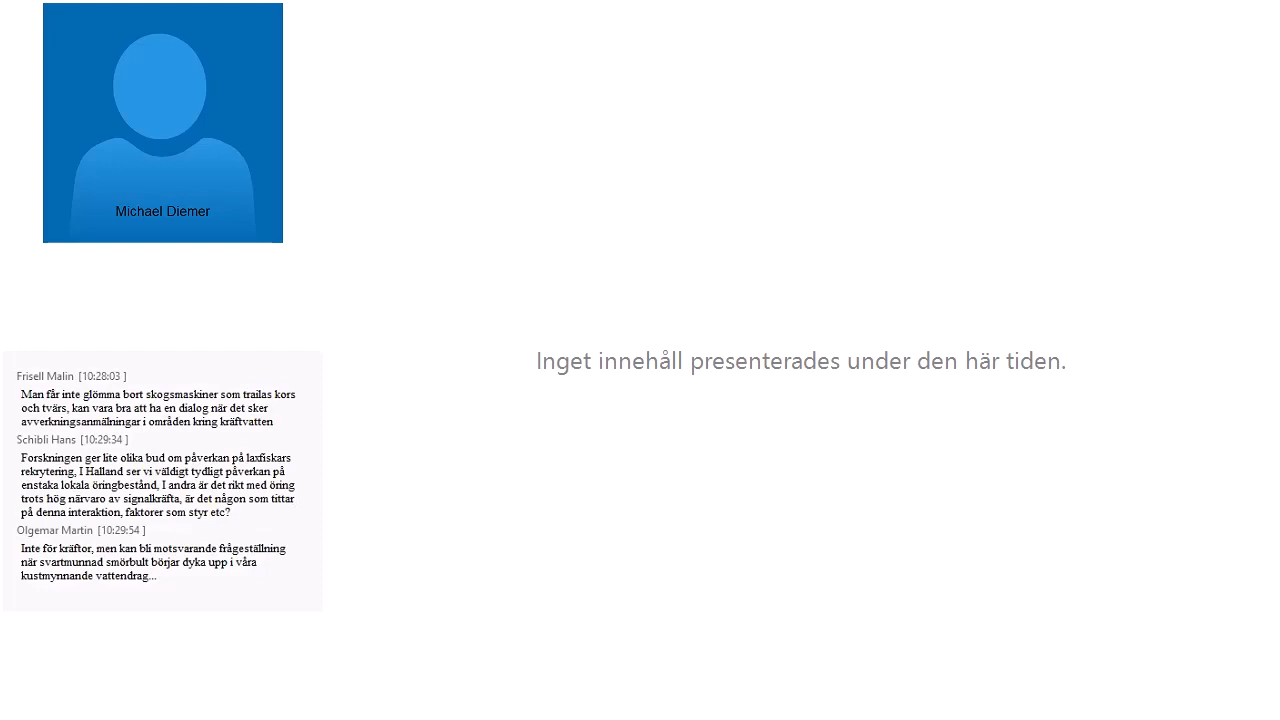 Michael Diemer
Inget innehåll presenterades under den här tiden.
Frisell Malin [10:28:03 ]
Man får inte glömma bort skogsmaskiner som trailas kors
och tvärs, kan vara bra att ha en dialog när det sker
avverkningsanmälningar i områden kring kräftvatten
Schibli Hans [10:29:34 ]
Forskningen ger lite olika bud om påverkan på laxfiskars
rekrytering, I Halland ser vi väldigt tydligt påverkan på
enstaka lokala öringbestånd, I andra är det rikt med öring
trots hög närvaro av signalkräfta, är det någon som tittar
på denna interaktion, faktorer som styr etc?
Olgemar Martin [10:29:54 ]
Inte för kräftor, men kan bli motsvarande frågeställning
när svartmunnad smörbult börjar dyka upp i våra
kustmynnande vattendrag...